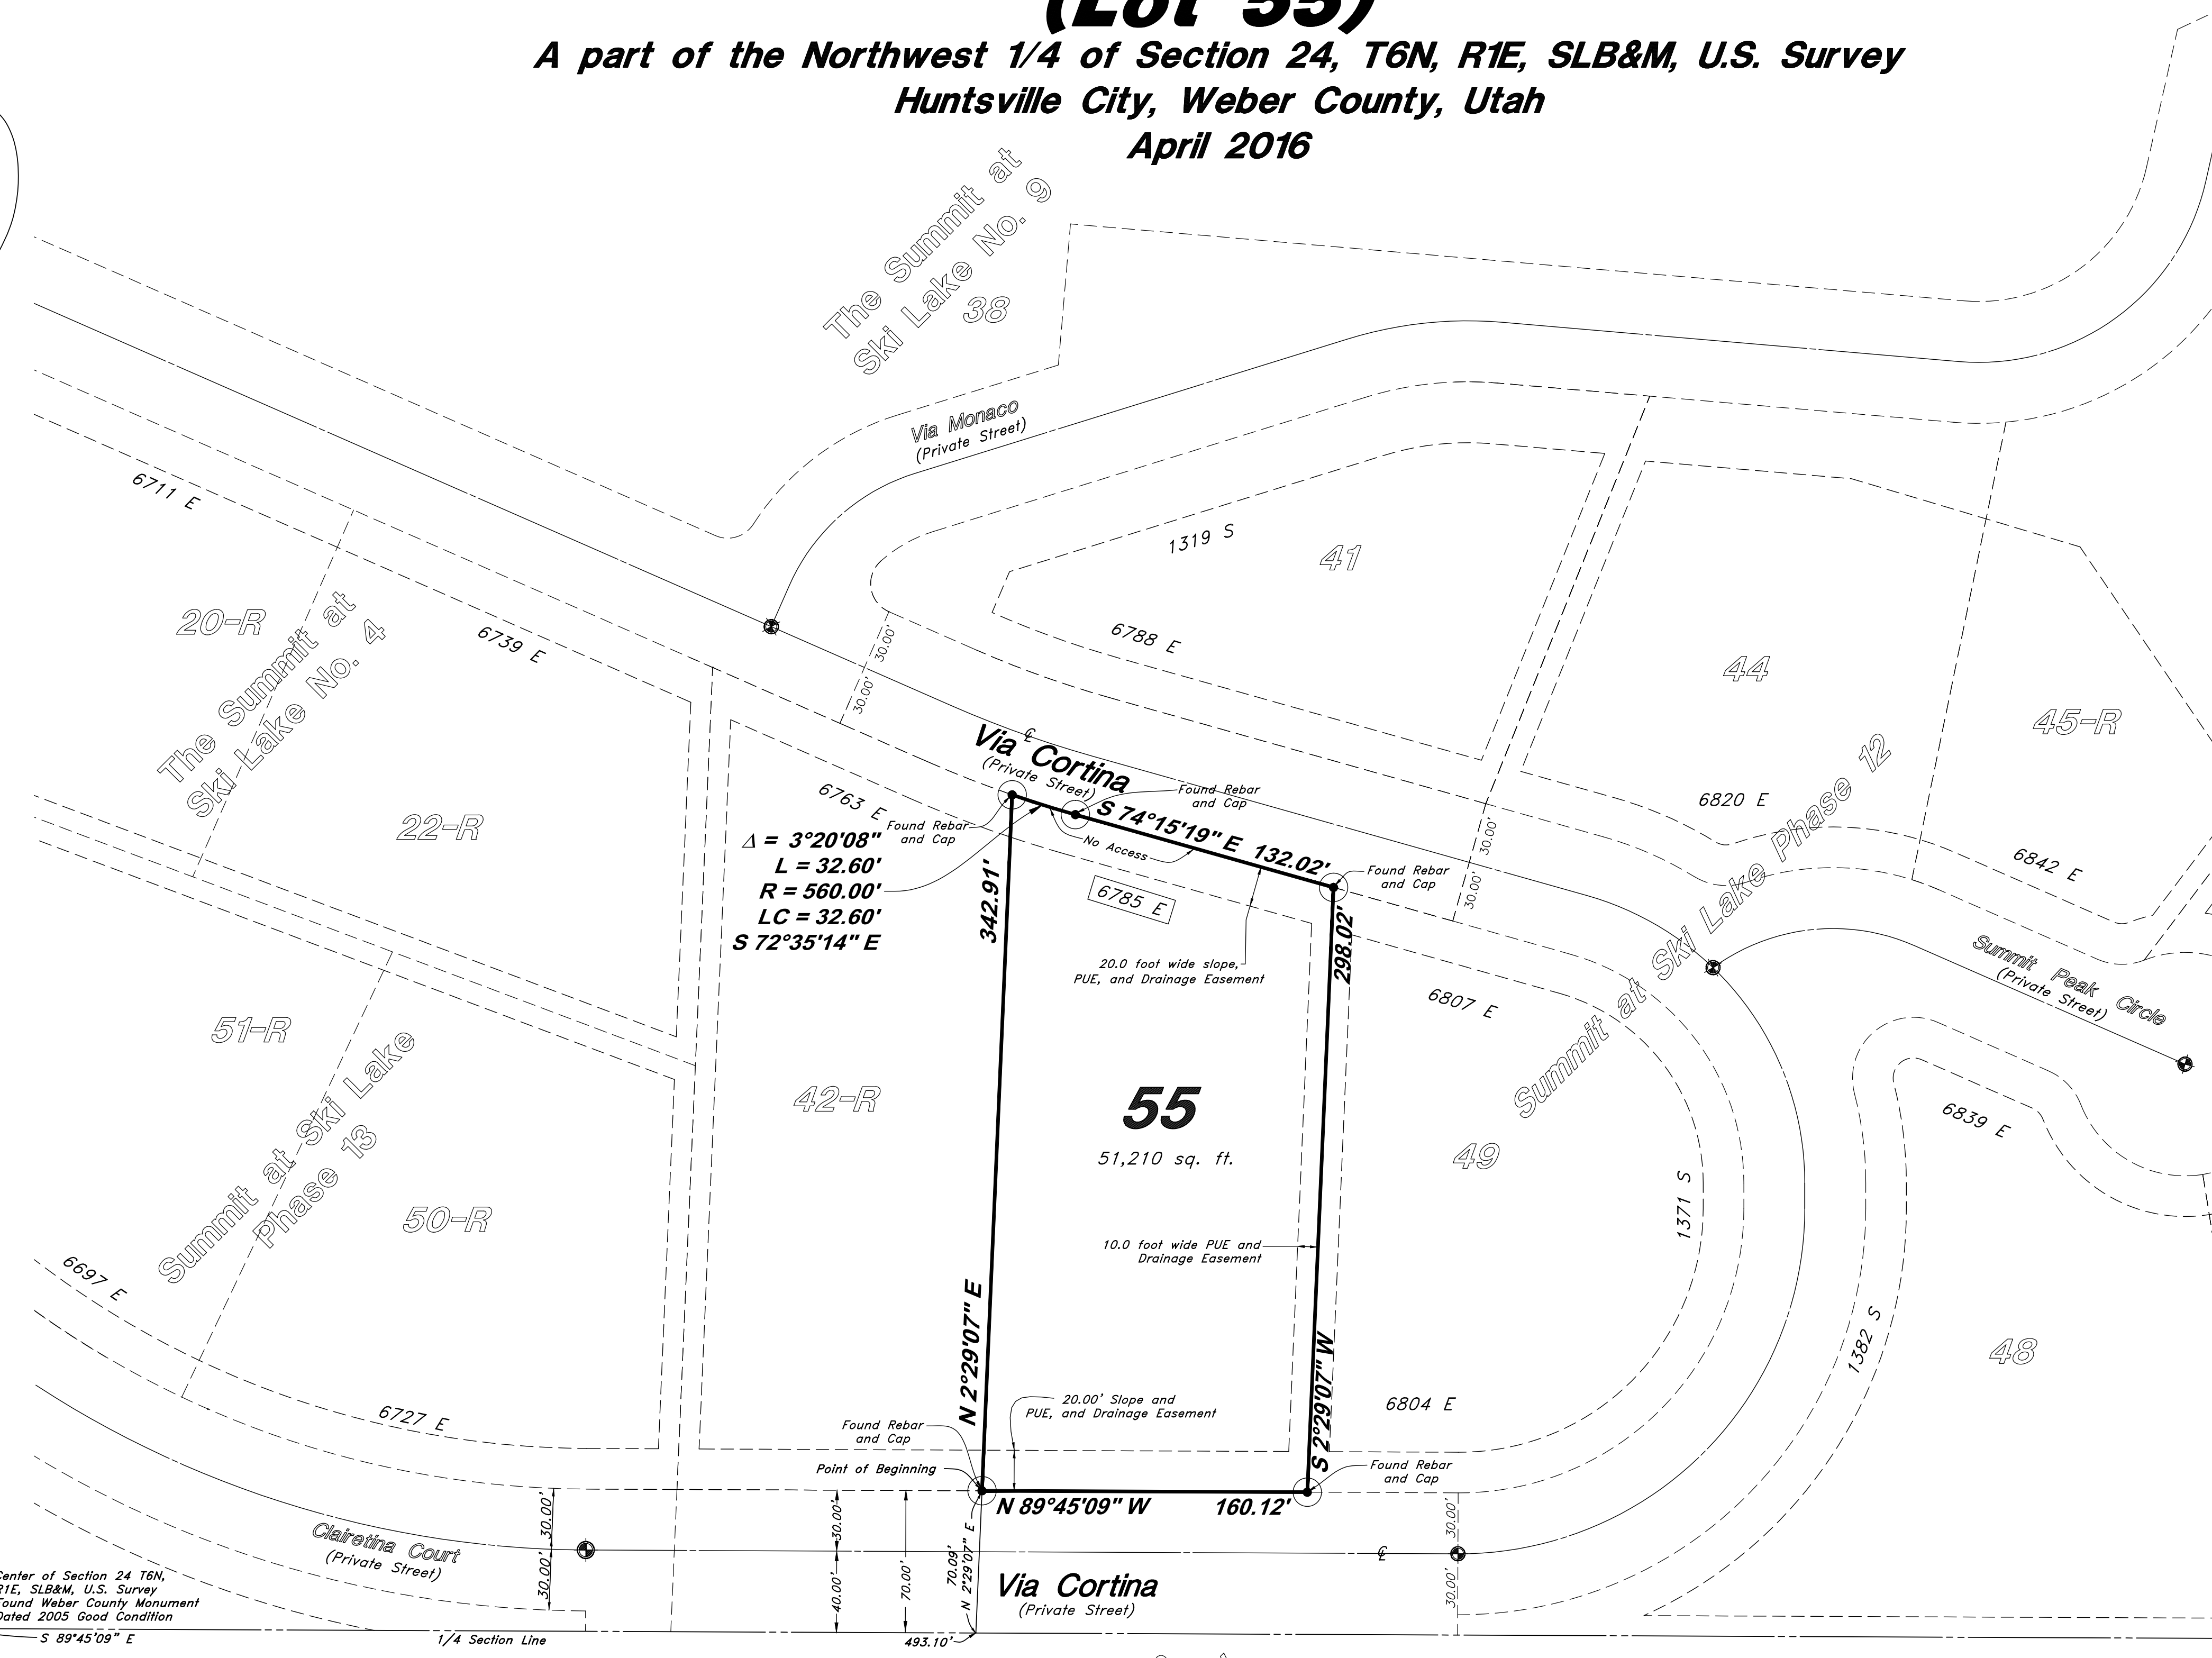 (Lot 55)
A part of the Northwest 1/4 of Section 24, T6N, R1E, SLB&M, U.S. Survey
Huntsville City, Weber County, Utah
April 2016
The Summit at
Ski Lake No. 9
38
Via Monaco
(Private Street)
6711 E
1319 S
41
20-R
The Summit at
Ski Lake No. 4
6739 E
30.00'
30.00'
6788 E
44
45-R
22-R
℄
Via Cortina
(Private Street)
6763 E
Found Rebar
and Cap
Found Rebar
and Cap
S 74°15'19" E 132.02'
No Access
Δ = 3°20'08"
L = 32.60'
R = 560.00'
LC = 32.60'
S 72°35'14" E
342.91'
6785 E
Found Rebar
and Cap
298.02'
30.00'
30.00'
6820 E
6842 E
Summit at Ski Lake Phase 12
Summit Peak Circle
(Private Street)
20.0 foot wide slope,
PUE, and Drainage Easement
6807 E
51-R
Summit at Ski Lake
Phase 13
42-R
55
51,210 sq. ft.
49
6839 E
50-R
1371 S
10.0 foot wide PUE and
Drainage Easement
6697 E
N 2°29'07" E
S 2°29'07" W
1382 S
48
6727 E
20.00' Slope and
PUE, and Drainage Easement
6804 E
Found Rebar
and Cap
Point of Beginning
Found Rebar
and Cap
N 89°45'09" W 160.12'
30.00'
30.00'
30.00'
40.00'
70.00'
70.09'
N 2°29'07" E
30.00'
30.00'
℄
Clairetina Court
(Private Street)
Via Cortina
(Private Street)
Center of Section 24 T6N,
R1E, SLB&M, U.S. Survey
Found Weber County Monument
Dated 2005 Good Condition
S 89°45'09" E
1/4 Section Line
493.10'